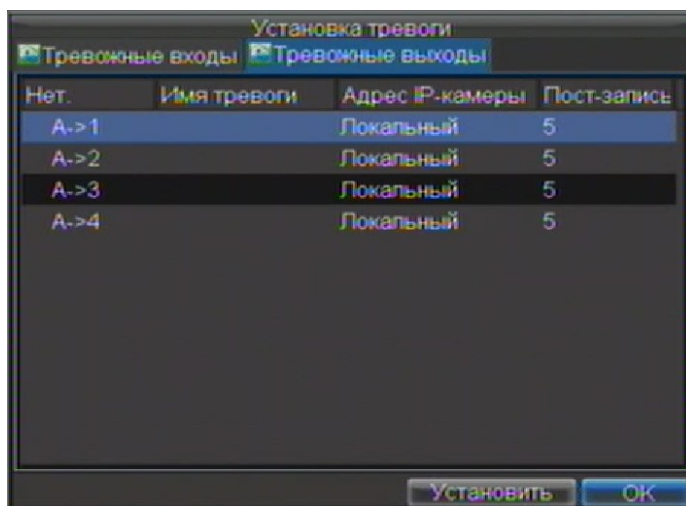 Установка тревоги
Тревожные входы Тревожные выходы
Нет. Имя тревоги Адрес IP-камеры Пост-запись
A->1 Локальный 5
A->2 Локальный 5
A->3 Локальный 5
A->4 Локальный 5
Установить OK